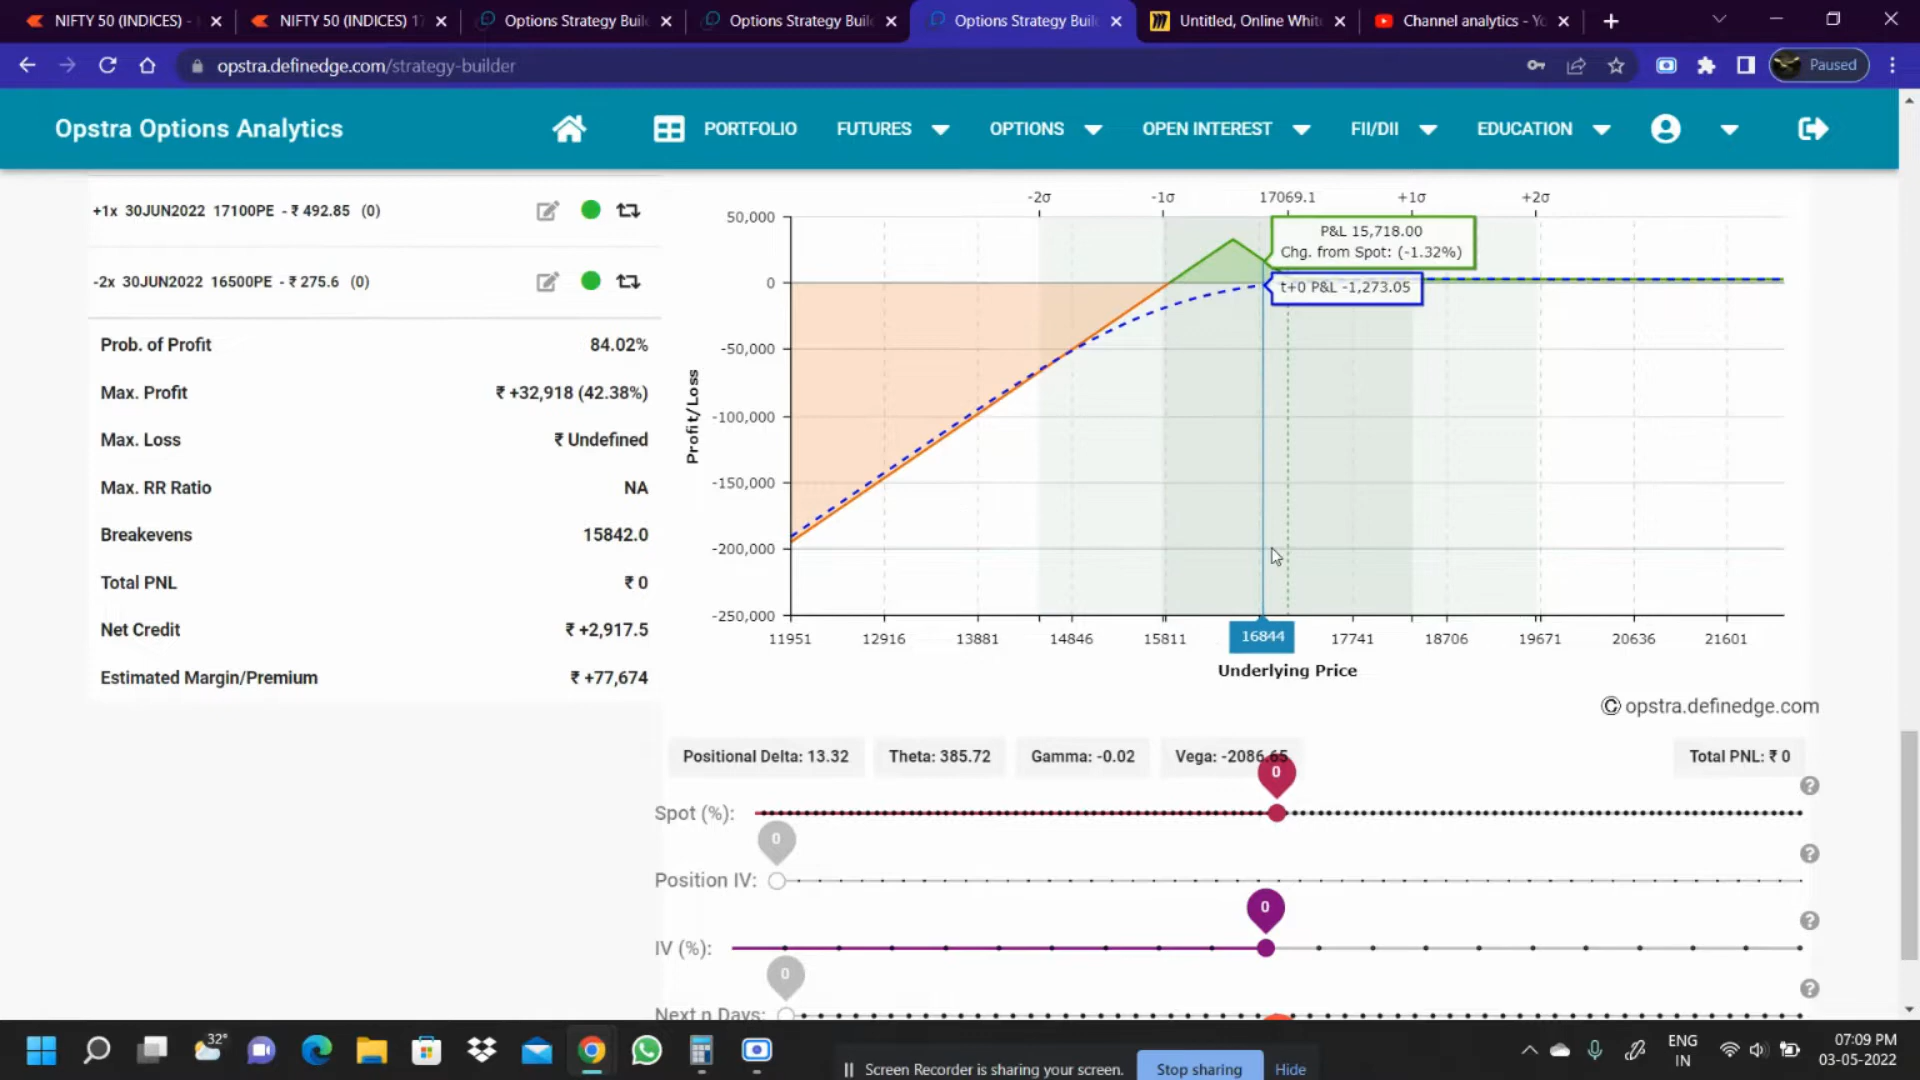 NIFTY 50 (INDICES) -
NIFTY 50 (INDICES) 17
Options Strategy Buil
Options Strategy Buil
Options Strategy Buil
Untitled, Online Whit
Channel analytics - Yo
opstra.definedge.com/strategy-builder
Paused
Opstra Options Analytics
PORTFOLIO
FUTURES
OPTIONS
OPEN INTEREST
FII/DII
EDUCATION
+1x 30JUN2022 17100PE - ₹ 492.85 (0)
-2x 30JUN2022 16500PE - ₹ 275.6 (0)
Prob. of Profit 84.02%
Max. Profit ₹ +32,918 (42.38%)
Max. Loss ₹ Undefined
Max. RR Ratio NA
Breakevens 15842.0
Total PNL ₹ 0
Net Credit ₹ +2,917.5
Estimated Margin/Premium ₹ +77,674
-2σ -1σ 17069.1 +1σ +2σ
50,000
0
-50,000
-100,000
-150,000
-200,000
-250,000
Profit/Loss
P&L 15,718.00
Chg. from Spot: (-1.32%)
t+0 P&L -1,273.05
11951 12916 13881 14846 15811 16844 17741 18706 19671 20636 21601
Underlying Price
© opstra.definedge.com
Positional Delta: 13.32 Theta: 385.72 Gamma: -0.02 Vega: -2086.65 Total PNL: ₹ 0
0
Spot (%):
0
Position IV:
0
IV (%):
0
Next n Days:
32°
Screen Recorder is sharing your screen.
Stop sharing
Hide
ENG
IN
07:09 PM
03-05-2022